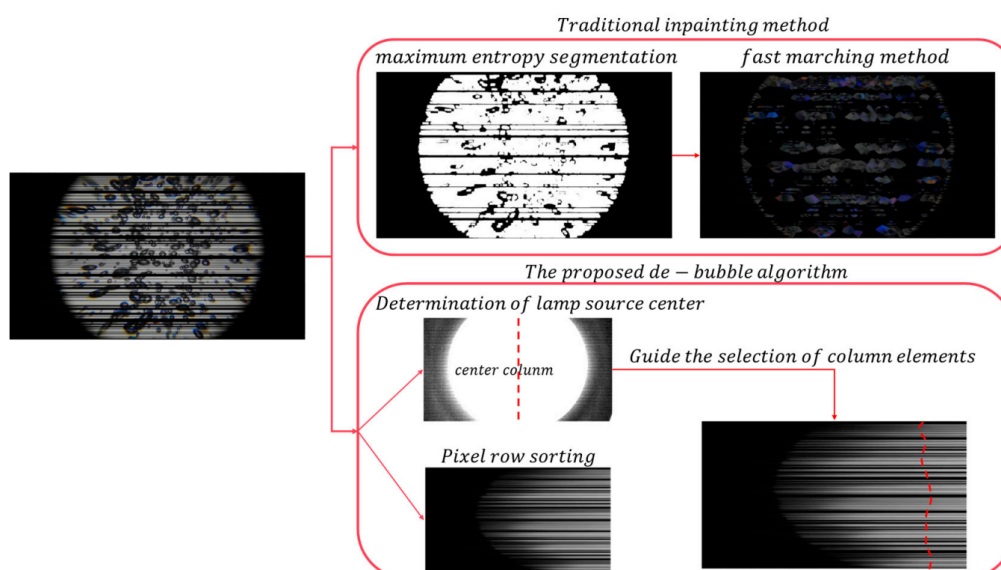 Traditional inpainting method
maximum entropy segmentation
fast marching method
The proposed de − bubble algorithm
Determination of lamp source center
center colunm
Guide the selection of column elements
Pixel row sorting